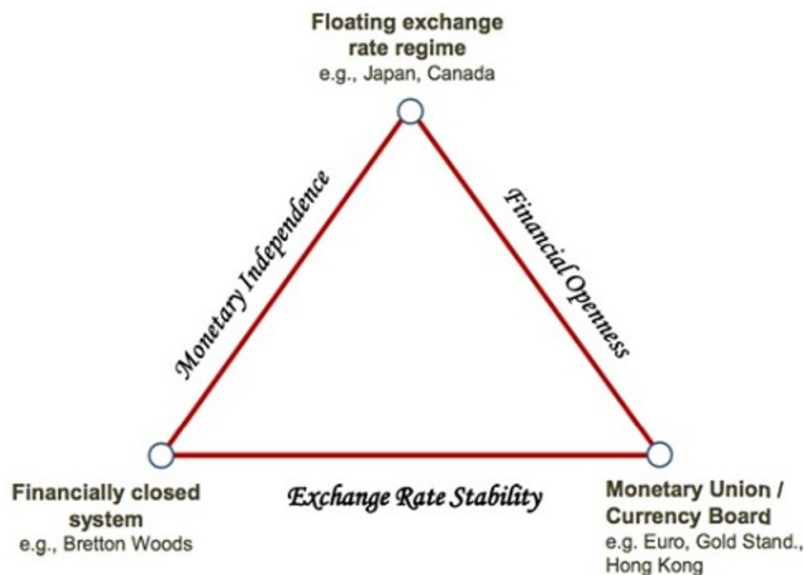 Floating exchange
rate regime
e.g., Japan, Canada
Monetary Independence
Financial Openness
Financially closed
system
e.g., Bretton Woods
Exchange Rate Stability
Monetary Union /
Currency Board
e.g. Euro, Gold Stand.,
Hong Kong